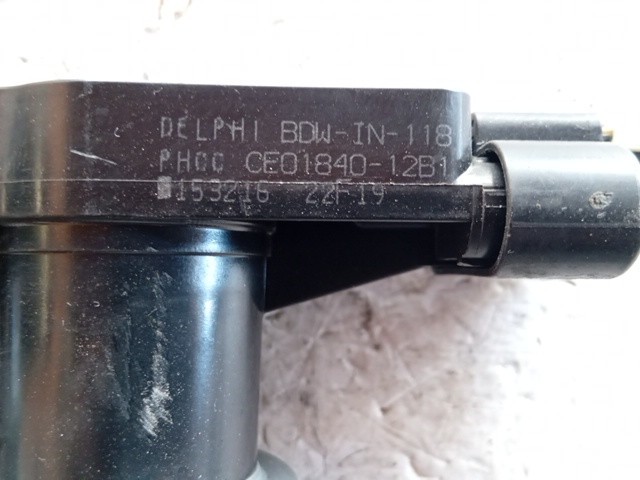 DELPHI BDW-IN-118
PHCC CE01840-12B1
153216 22F19